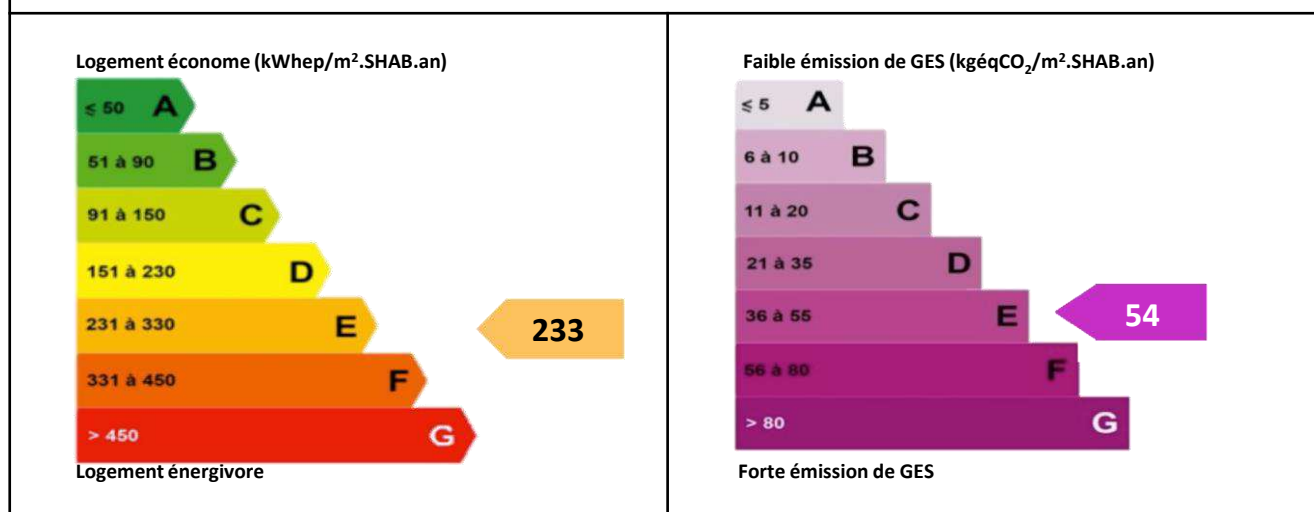 Logement économe (kWhep/m².SHAB.an)
≤ 50 A
51 à 90 B
91 à 150 C
151 à 230 D
231 à 330 E
233
331 à 450 F
> 450 G
Logement énergivore
Faible émission de GES (kgéqCO₂/m².SHAB.an)
≤ 5 A
6 à 10 B
11 à 20 C
21 à 35 D
36 à 55 E
54
56 à 80 F
> 80 G
Forte émission de GES